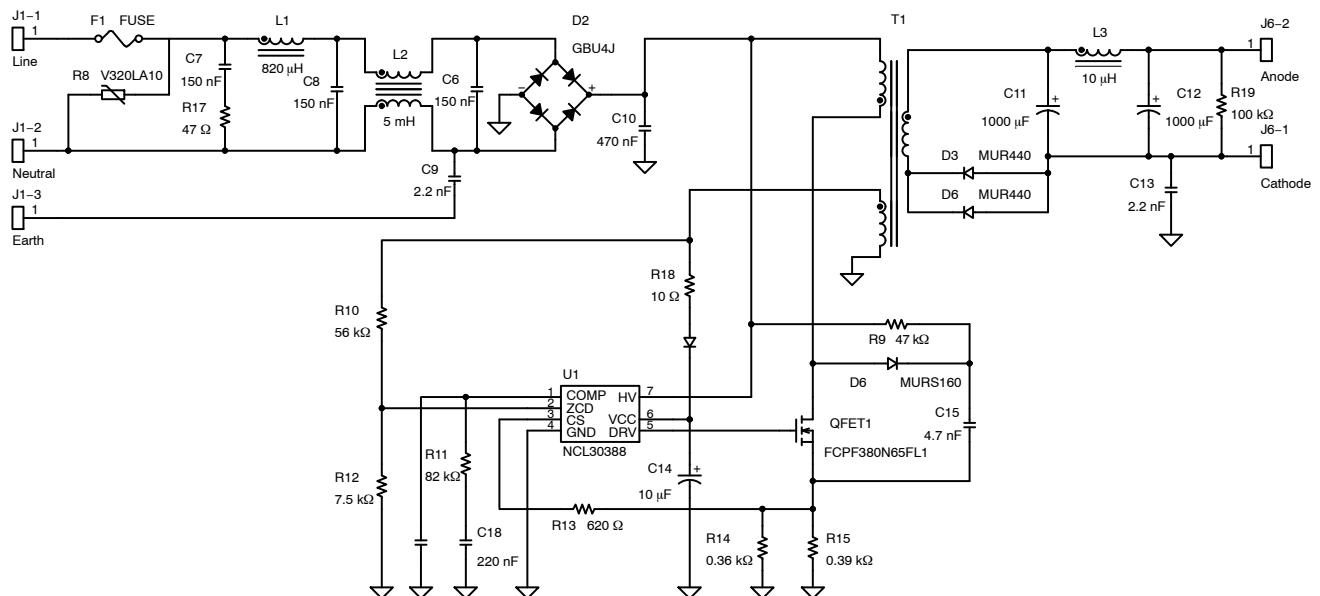 J1-1
1
Line
F1 FUSE
L1
820 µH
R8 V320LA10
C7
150 nF
R17
47 Ω
C8
150 nF
L2
5 mH
C6
150 nF
D2
GBU4J
−
+
C10
470 nF
T1
L3
10 µH
J6-2
1
Anode
C11
+
1000 µF
+
C12
1000 µF
R19
100 kΩ
J6-1
1
Cathode
D3 MUR440
D6 MUR440
C13
2.2 nF
J1-2
1
Neutral
C9
2.2 nF
J1-3
1
Earth
R18
10 Ω
R10
56 kΩ
R9 47 kΩ
D6 MURS160
C15
4.7 nF
U1
1 COMP HV 7
2 ZCD
3 CS VCC 6
4 GND DRV 5
NCL30388
QFET1
FCPF380N65FL1
R12
7.5 kΩ
R11
82 kΩ
C18
220 nF
C14
+
10 µF
R13 620 Ω
R14
0.36 kΩ
R15
0.39 kΩ